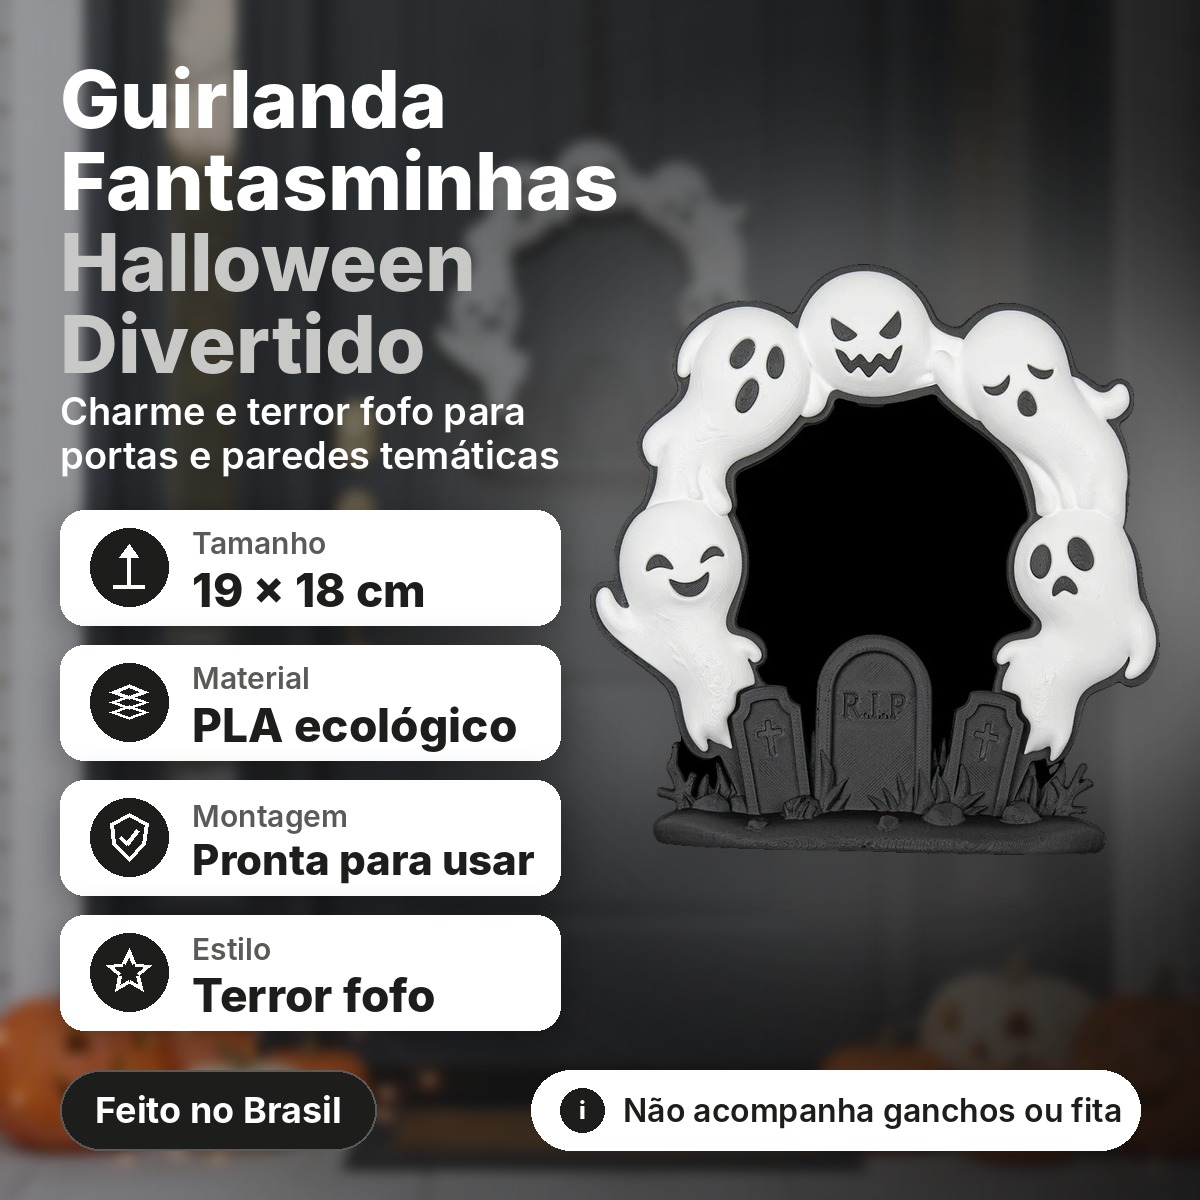 Guirlanda
Fantasminhas
Halloween
Divertido
Charme e terror fofo para
portas e paredes temáticas
Tamanho
19 × 18 cm
Material
PLA ecológico
Montagem
Pronta para usar
Estilo
Terror fofo
R.I.P
Feito no Brasil
i Não acompanha ganchos ou fita